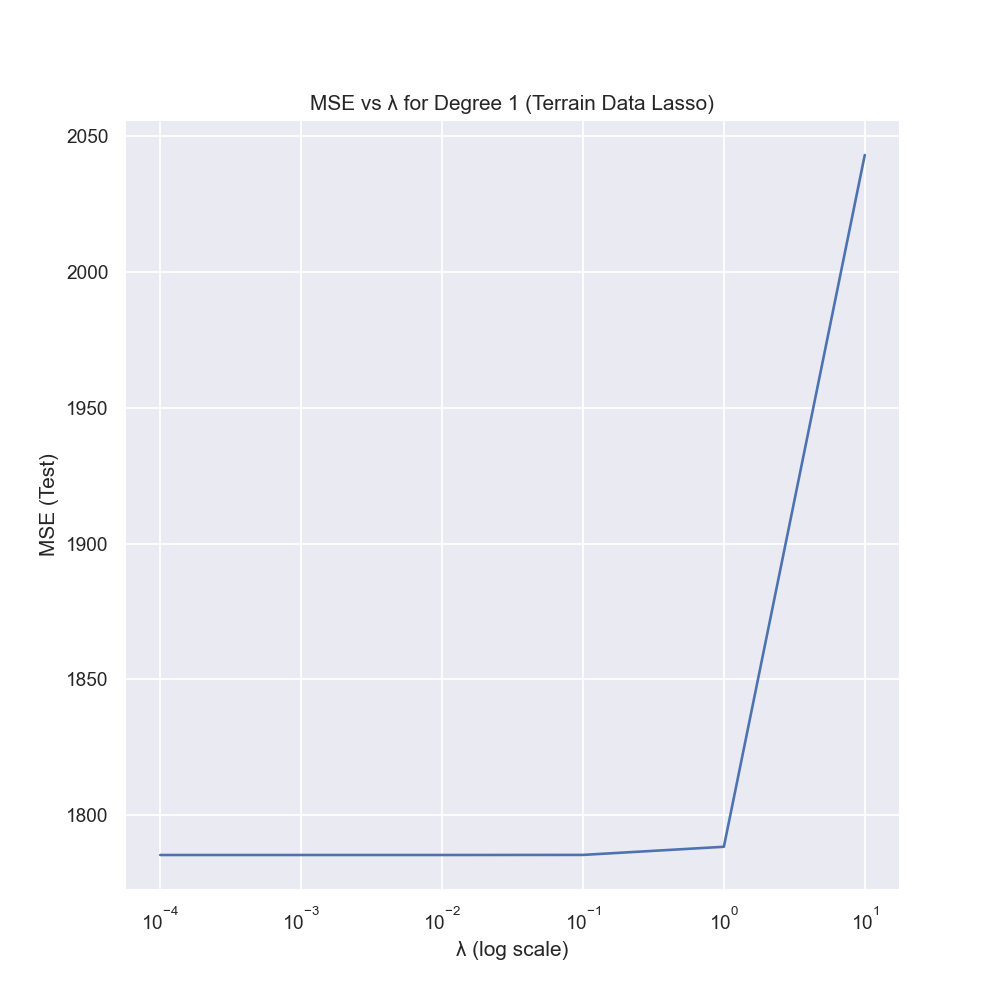 MSE vs λ for Degree 1 (Terrain Data Lasso)
MSE (Test)
2050
2000
1950
1900
1850
1800
10⁻⁴ 10⁻³ 10⁻² 10⁻¹ 10⁰ 10¹
λ (log scale)